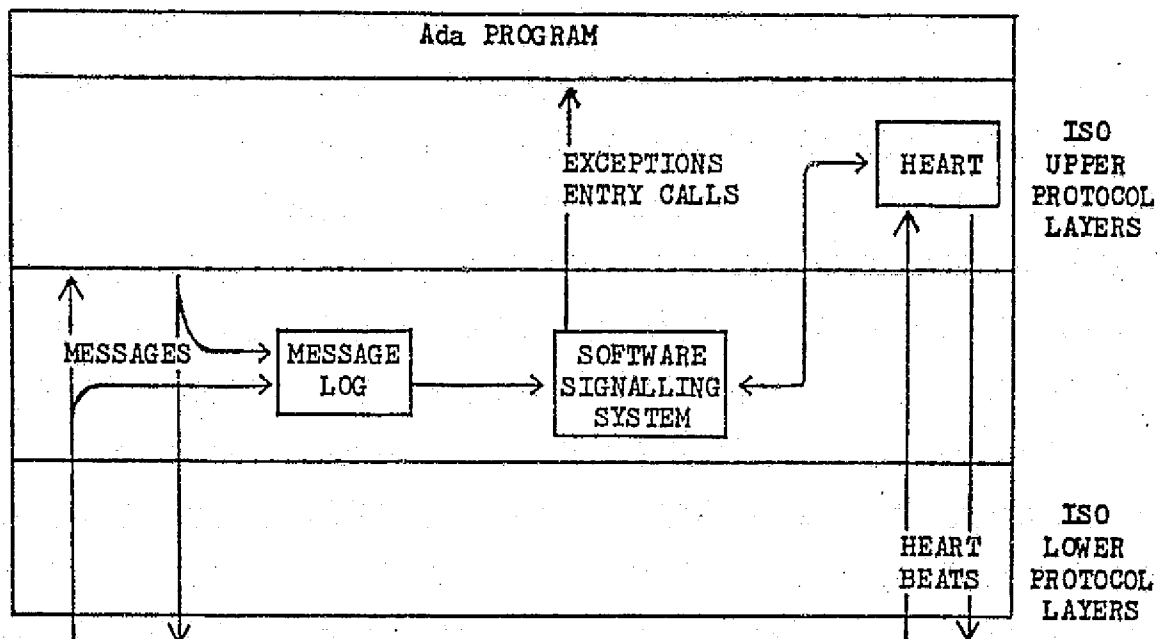 Ada PROGRAM
EXCEPTIONS
ENTRY CALLS
HEART
ISO
UPPER
PROTOCOL
LAYERS
MESSAGES
MESSAGE
LOG
SOFTWARE
SIGNALLING
SYSTEM
HEART
BEATS
ISO
LOWER
PROTOCOL
LAYERS